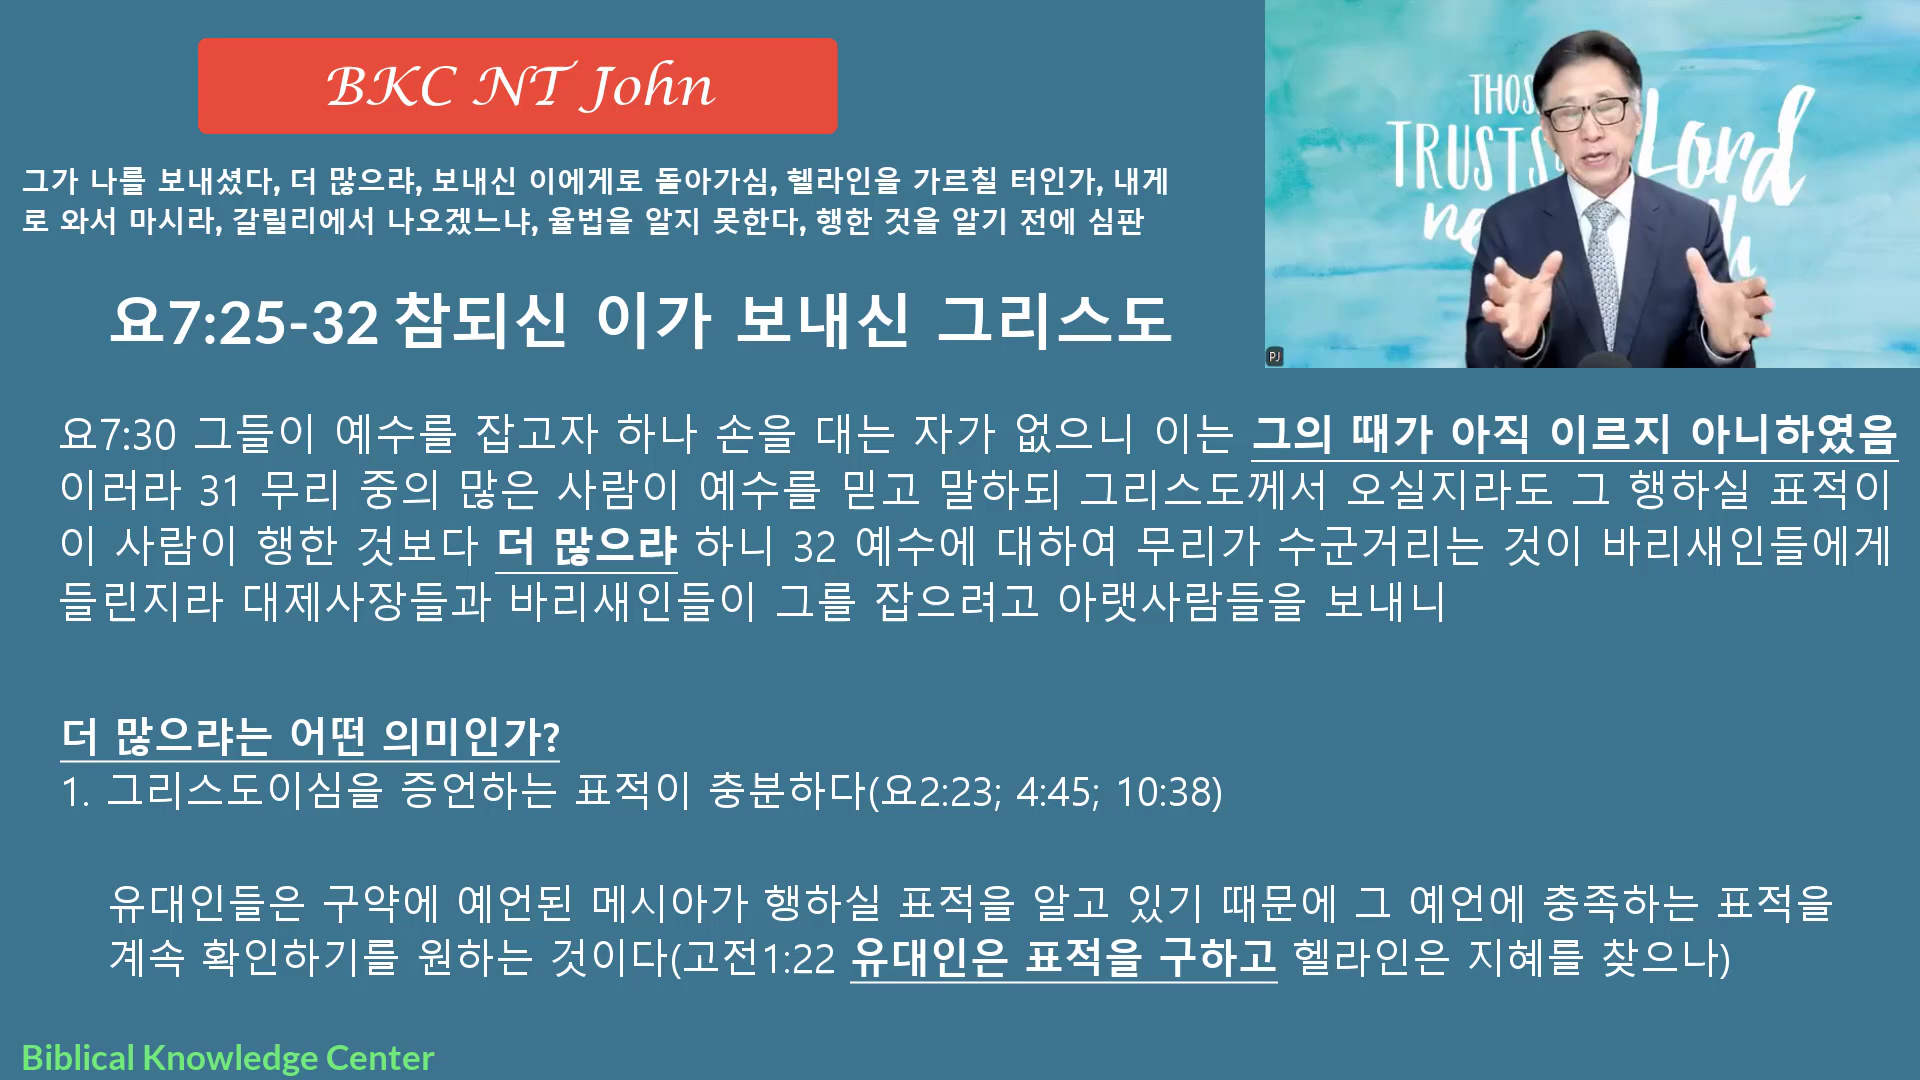 BKC NT John
그가 나를 보내셨다, 더 많으랴, 보내신 이에게로 돌아가심, 헬라인을 가르칠 터인가, 내게
로 와서 마시라, 갈릴리에서 나오겠느냐, 율법을 알지 못한다, 행한 것을 알기 전에 심판
요7:25-32 참되신 이가 보내신 그리스도
THOS
TRUSTS
Lord
ne
PJ
요7:30 그들이 예수를 잡고자 하나 손을 대는 자가 없으니 이는 그의 때가 아직 이르지 아니하였음
이러라 31 무리 중의 많은 사람이 예수를 믿고 말하되 그리스도께서 오실지라도 그 행하실 표적이
이 사람이 행한 것보다 더 많으랴 하니 32 예수에 대하여 무리가 수군거리는 것이 바리새인들에게
들린지라 대제사장들과 바리새인들이 그를 잡으려고 아랫사람들을 보내니
더 많으랴는 어떤 의미인가?
1. 그리스도이심을 증언하는 표적이 충분하다(요2:23; 4:45; 10:38)
유대인들은 구약에 예언된 메시아가 행하실 표적을 알고 있기 때문에 그 예언에 충족하는 표적을
계속 확인하기를 원하는 것이다(고전1:22 유대인은 표적을 구하고 헬라인은 지혜를 찾으나)
Biblical Knowledge Center